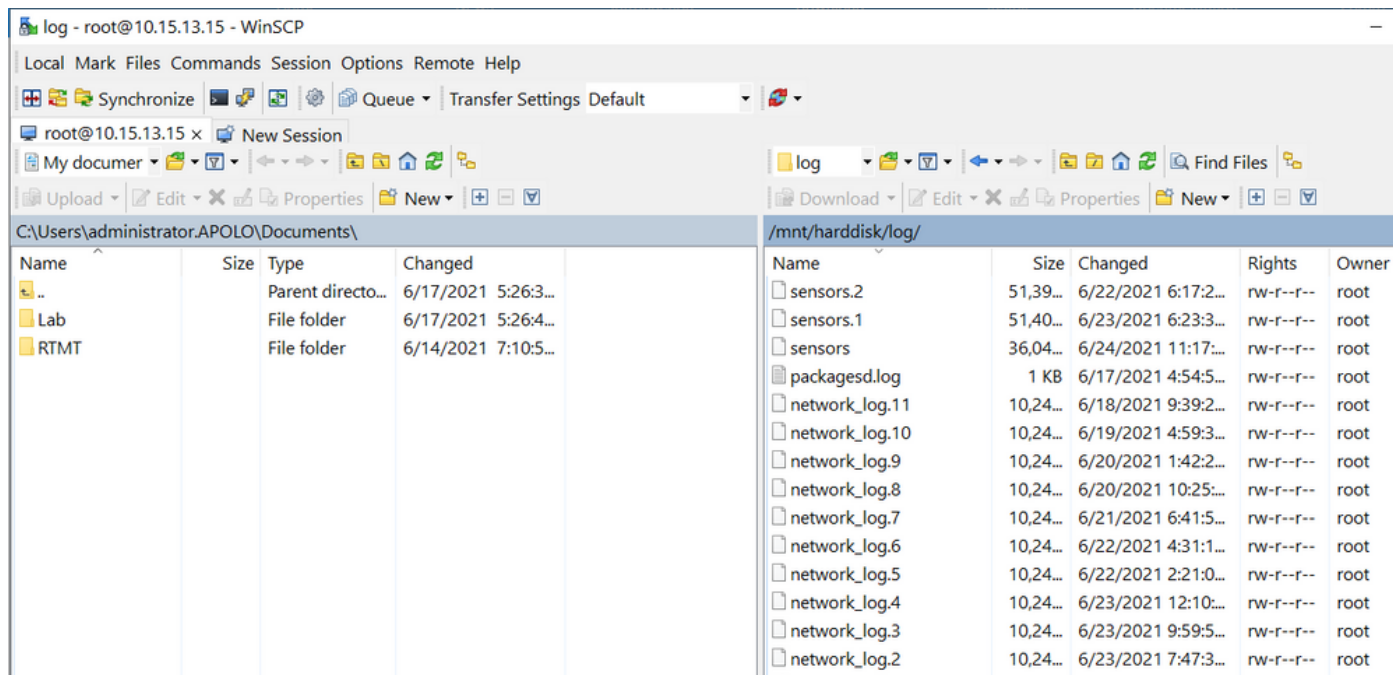 log - root@10.15.13.15 - WinSCP
Local Mark Files Commands Session Options Remote Help
Synchronize Queue Transfer Settings Default
root@10.15.13.15 × New Session
My documer log Find Files
Upload Edit Properties New Download Edit Properties New
C:\Users\administrator.APOLO\Documents\ /mnt/harddisk/log/
Name Size Type Changed Name Size Changed Rights Owner
.. Parent directo... 6/17/2021 5:26:3... sensors.2 51,39... 6/22/2021 6:17:2... rw-r--r-- root
Lab File folder 6/17/2021 5:26:4... sensors.1 51,40... 6/23/2021 6:23:3... rw-r--r-- root
RTMT File folder 6/14/2021 7:10:5... sensors 36,04... 6/24/2021 11:17:... rw-r--r-- root
packagesd.log 1 KB 6/17/2021 4:54:5... rw-r--r-- root
network_log.11 10,24... 6/18/2021 9:39:2... rw-r--r-- root
network_log.10 10,24... 6/19/2021 4:59:3... rw-r--r-- root
network_log.9 10,24... 6/20/2021 1:42:2... rw-r--r-- root
network_log.8 10,24... 6/20/2021 10:25:... rw-r--r-- root
network_log.7 10,24... 6/21/2021 6:41:5... rw-r--r-- root
network_log.6 10,24... 6/22/2021 4:31:1... rw-r--r-- root
network_log.5 10,24... 6/22/2021 2:21:0... rw-r--r-- root
network_log.4 10,24... 6/23/2021 12:10:... rw-r--r-- root
network_log.3 10,24... 6/23/2021 9:59:5... rw-r--r-- root
network_log.2 10,24... 6/23/2021 7:47:3... rw-r--r-- root